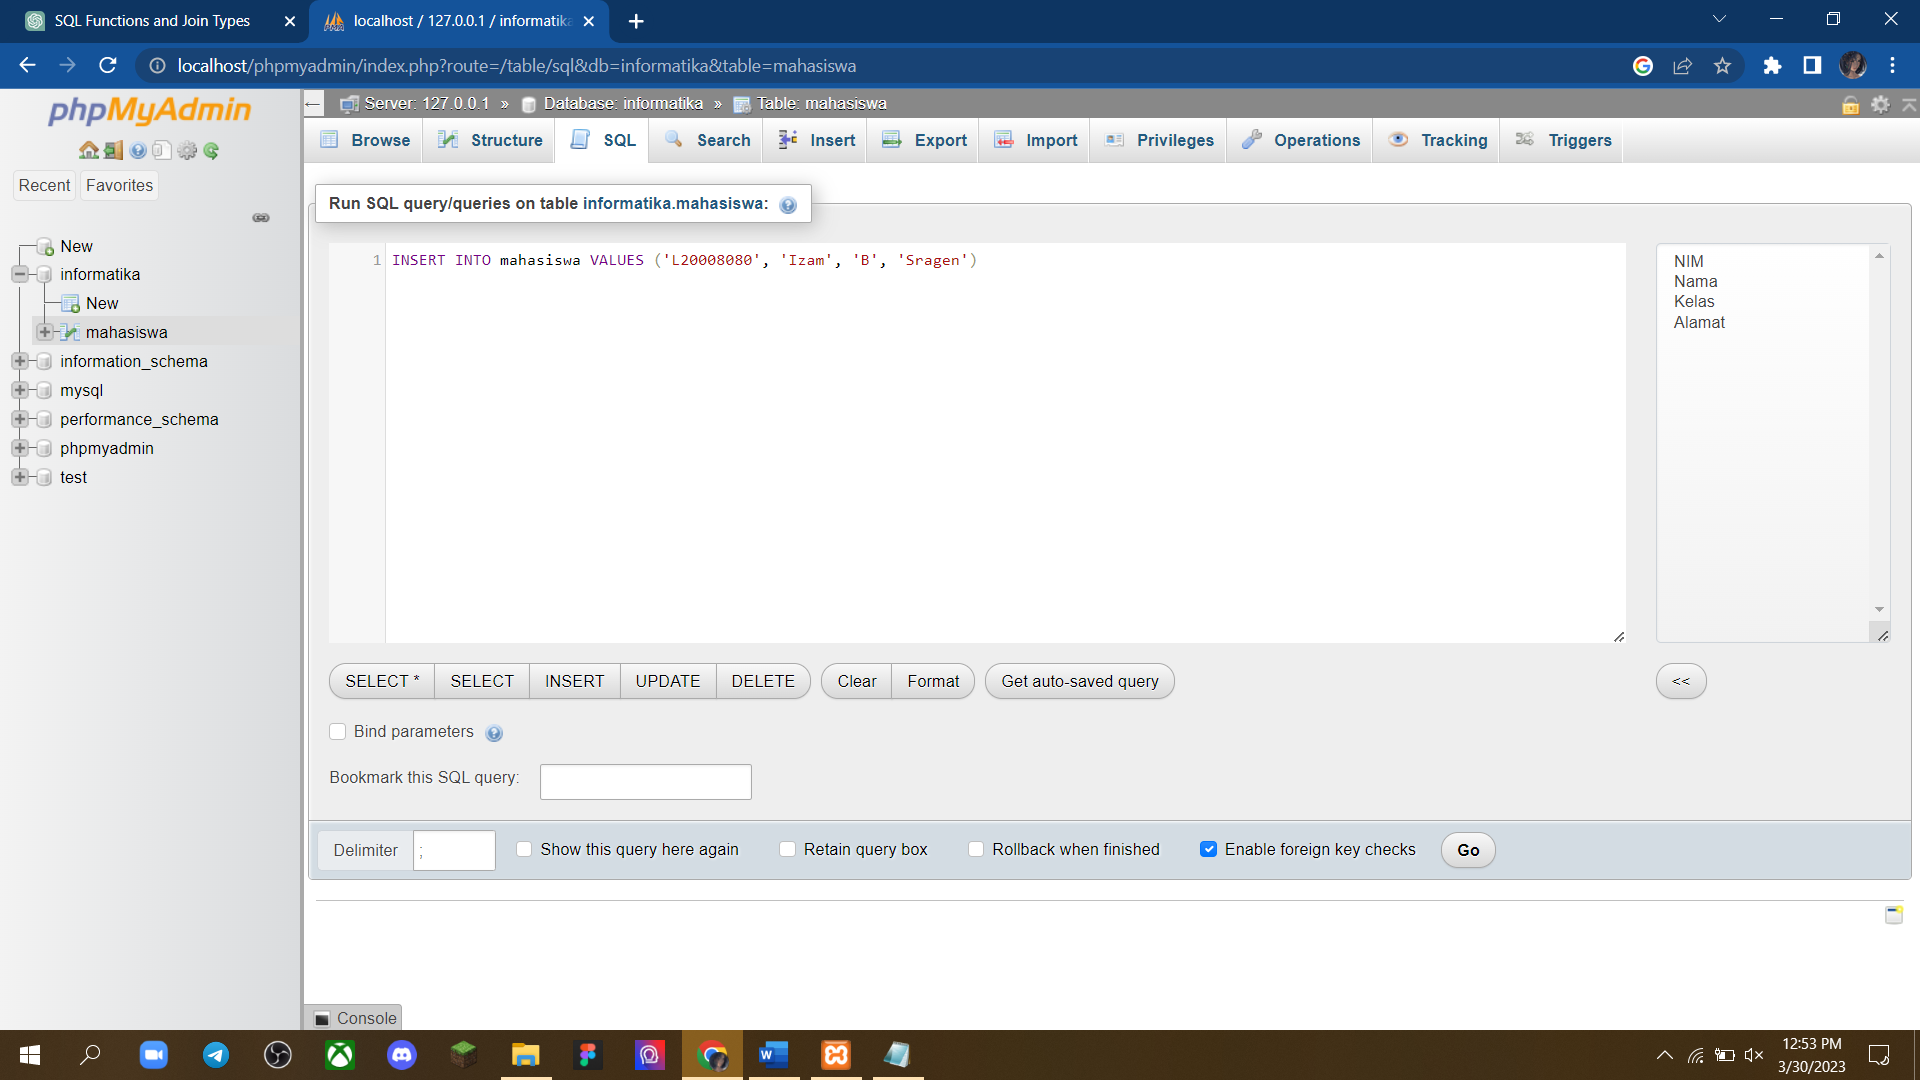 SQL Functions and Join Types
localhost / 127.0.0.1 / informatika
localhost/phpmyadmin/index.php?route=/table/sql&db=informatika&table=mahasiswa
phpMyAdmin
Recent Favorites
New
informatika
New
mahasiswa
information_schema
mysql
performance_schema
phpmyadmin
test
Server: 127.0.0.1 » Database: informatika » Table: mahasiswa
Browse Structure SQL Search Insert Export Import Privileges Operations Tracking Triggers
Run SQL query/queries on table informatika.mahasiswa:
1 INSERT INTO mahasiswa VALUES ('L20008080', 'Izam', 'B', 'Sragen')
NIM
Nama
Kelas
Alamat
SELECT * SELECT INSERT UPDATE DELETE Clear Format Get auto-saved query <<
Bind parameters
Bookmark this SQL query:
Delimiter ; Show this query here again Retain query box Rollback when finished Enable foreign key checks Go
Console
12:53 PM
3/30/2023